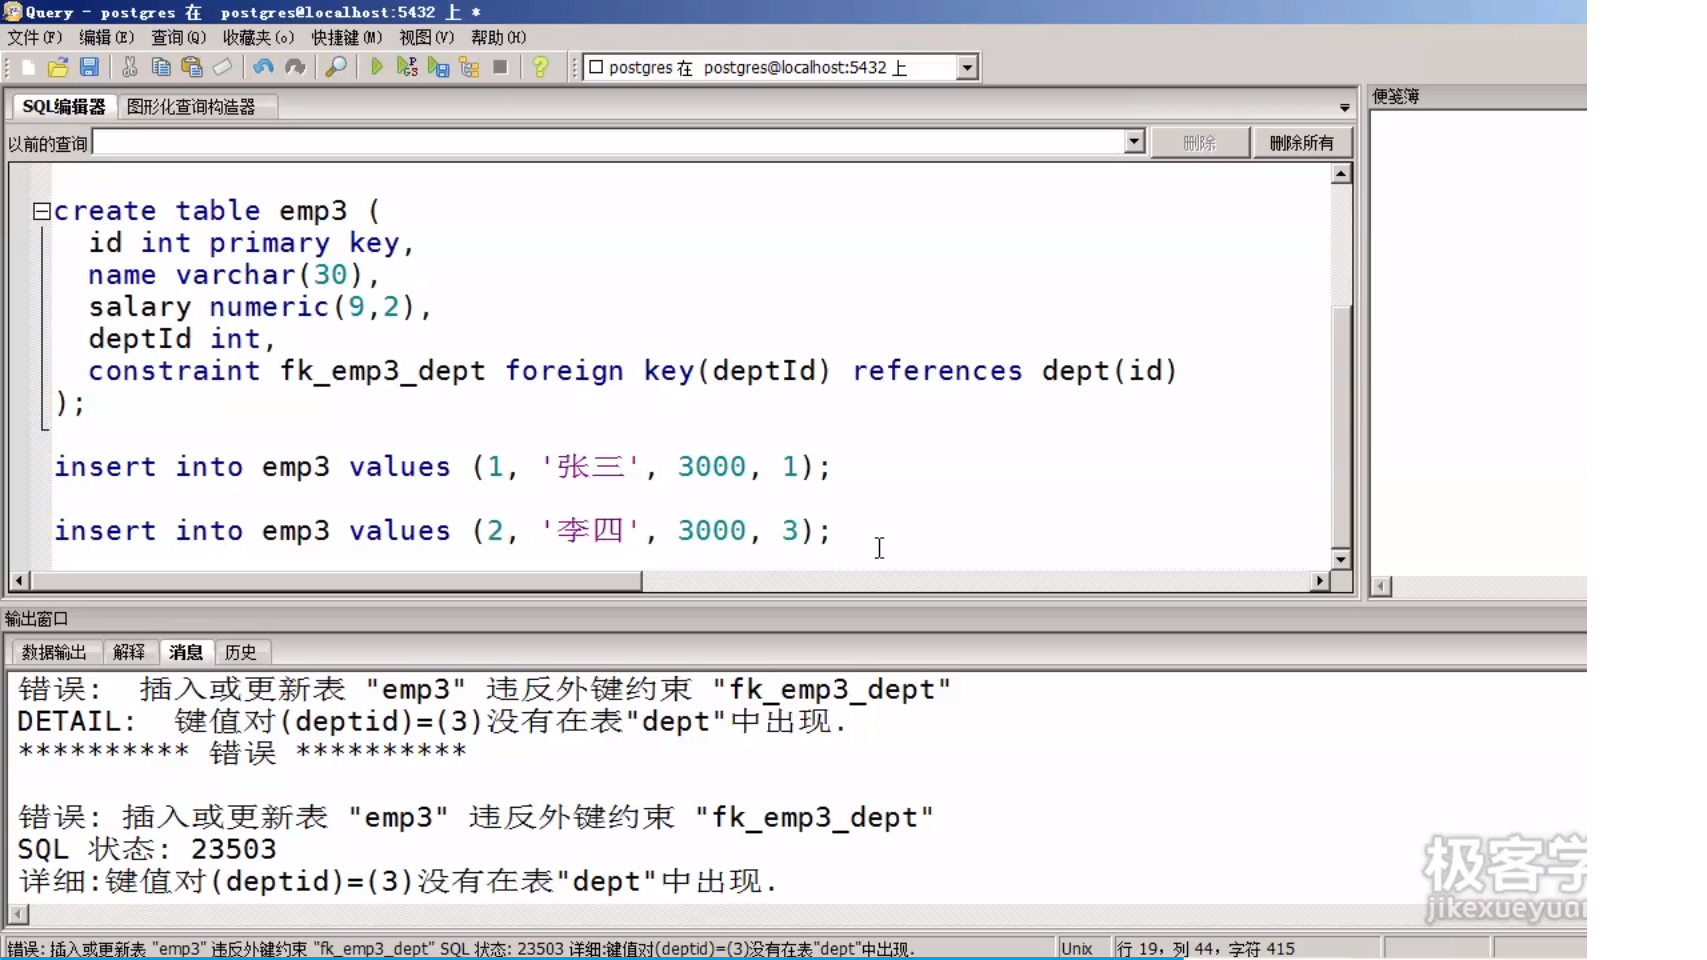 Query - postgres 在 postgres@localhost:5432 上 *
文件(F) 编辑(E) 查询(Q) 收藏夹(o) 快捷键(M) 视图(V) 帮助(H)
postgres 在 postgres@localhost:5432 上
SQL编辑器 图形化查询构造器
便笺簿
以前的查询 删除 删除所有
create table emp3 (
id int primary key,
name varchar(30),
salary numeric(9,2),
deptId int,
constraint fk_emp3_dept foreign key(deptId) references dept(id)
);
insert into emp3 values (1, '张三', 3000, 1);
insert into emp3 values (2, '李四', 3000, 3);
输出窗口
数据输出 解释 消息 历史
错误: 插入或更新表 "emp3" 违反外键约束 "fk_emp3_dept"
DETAIL: 键值对(deptid)=(3)没有在表"dept"中出现.
********** 错误 **********
错误: 插入或更新表 "emp3" 违反外键约束 "fk_emp3_dept"
SQL 状态: 23503
详细:键值对(deptid)=(3)没有在表"dept"中出现.
极客学
jikexueyuan
错误: 插入或更新表 "emp3" 违反外键约束 "fk_emp3_dept" SQL 状态: 23503 详细:键值对(deptid)=(3)没有在表"dept"中出现. Unix 行 19，列 44，字符 415